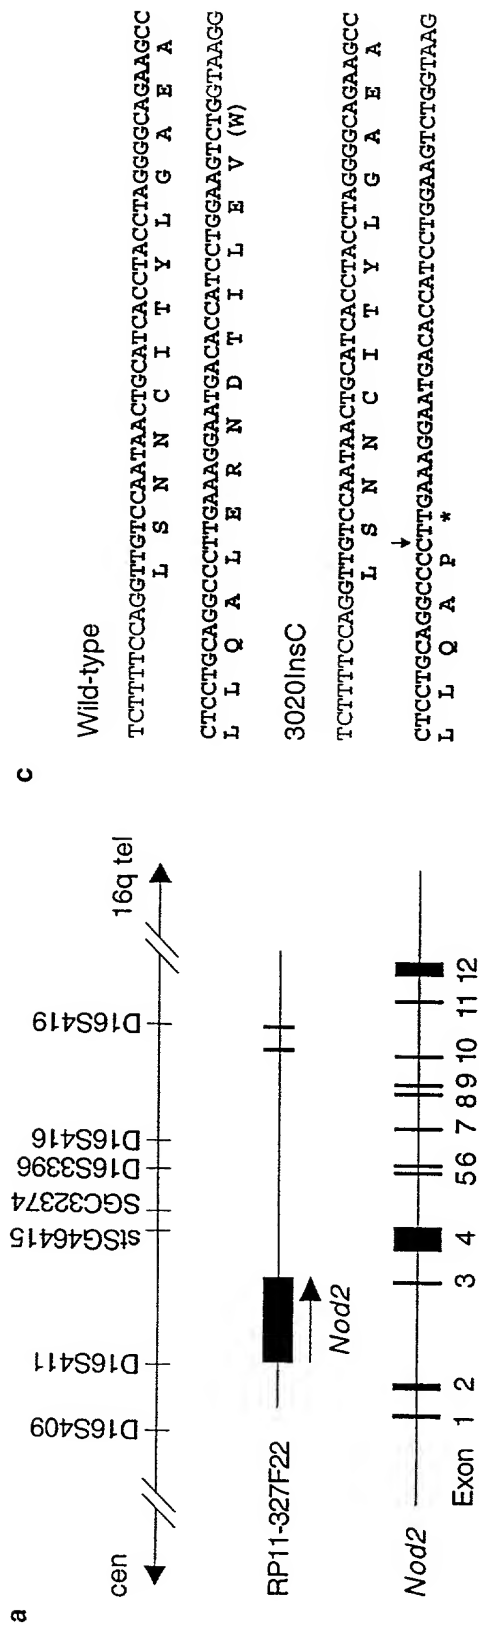 a
cen
16q tel
D16S409
D16S411
stSG46415
SGC32374
D16S3396
D16S416
D16S419
RP11-327F22
Nod2
Nod2
Exon 1 2 3 4 5 6 7 8 9 10 11 12
c
Wild-type
TCTTTTCCAGGTTGTCCAATAACTGCATCACCTACCTAGGGGCAGAAGCC
L S N N C I T Y L G A E A
CTCCTGCAGGCCCTTGAAAGGAATGACACCATCCTGGAAGTCTGGTAAGG
L L Q A L E R N D T I L E V (W)
3020InsC
TCTTTTCCAGGTTGTCCAATAACTGCATCACCTACCTAGGGGCAGAAGCC
L S N N C I T Y L G A E A
CTCCTGCAGGCCCCTTGAAAGGAATGACACCATCCTGGAAGTCTGGTAAG
L L Q A P *